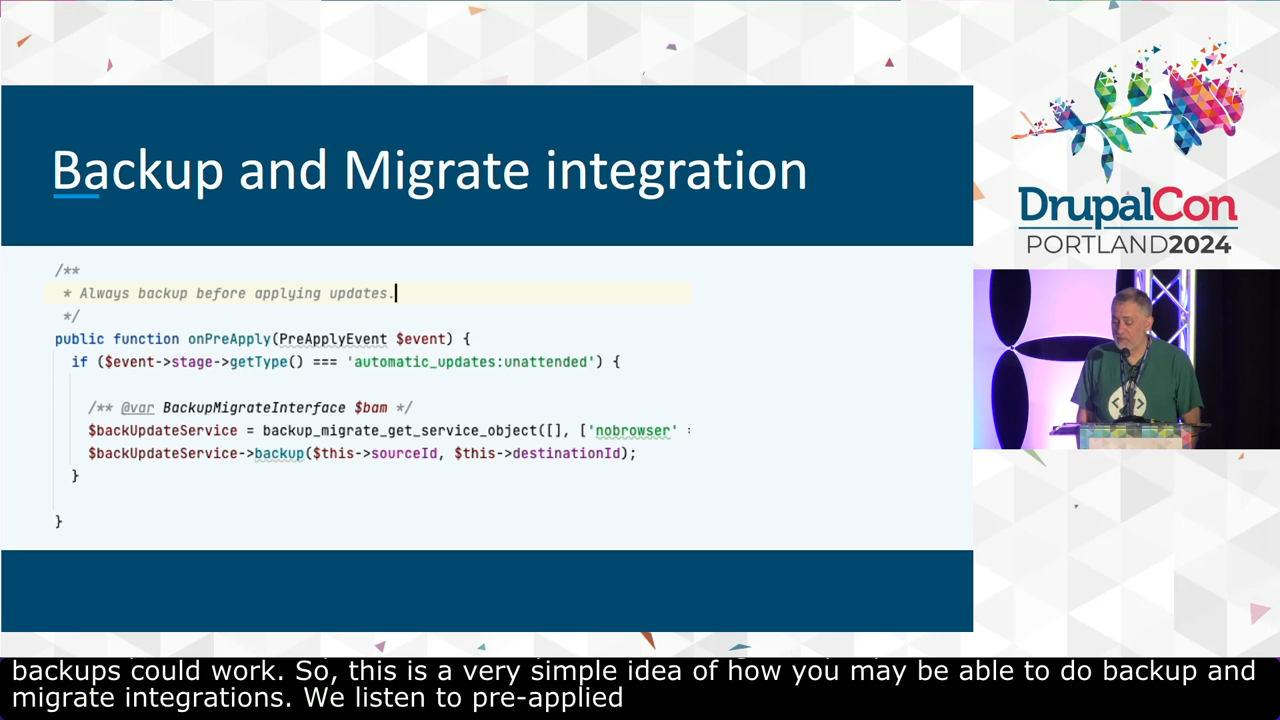 Backup and Migrate integration
/**
* Always backup before applying updates.
*/
public function onPreApply(PreApplyEvent $event) {
if ($event->stage->getType() === 'automatic_updates:unattended') {
/** @var BackupMigrateInterface $bam */
$backUpdateService = backup_migrate_get_service_object([], ['nobrowser' :
$backUpdateService->backup($this->sourceId, $this->destinationId);
}
}
DrupalCon
PORTLAND2024
backups could work. So, this is a very simple idea of how you may be able to do backup and
migrate integrations. We listen to pre-applied